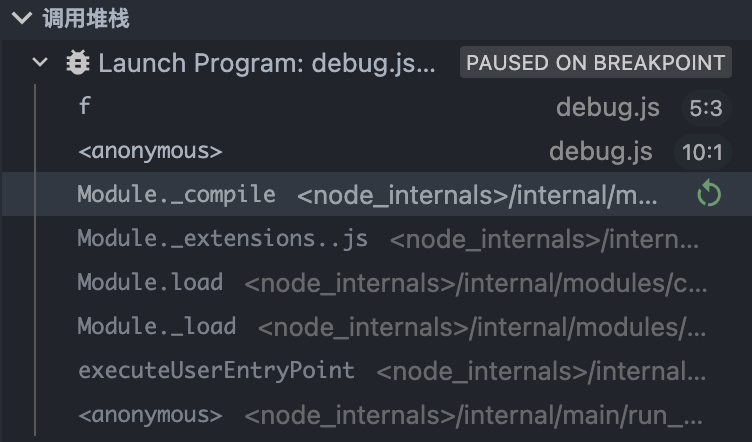 调用堆栈
Launch Program: debug.js... PAUSED ON BREAKPOINT
f debug.js 5:3
<anonymous> debug.js 10:1
Module._compile <node_internals>/internal/m...
Module._extensions..js <node_internals>/intern...
Module.load <node_internals>/internal/modules/c...
Module._load <node_internals>/internal/modules/...
executeUserEntryPoint <node_internals>/internal...
<anonymous> <node_internals>/internal/main/run_...